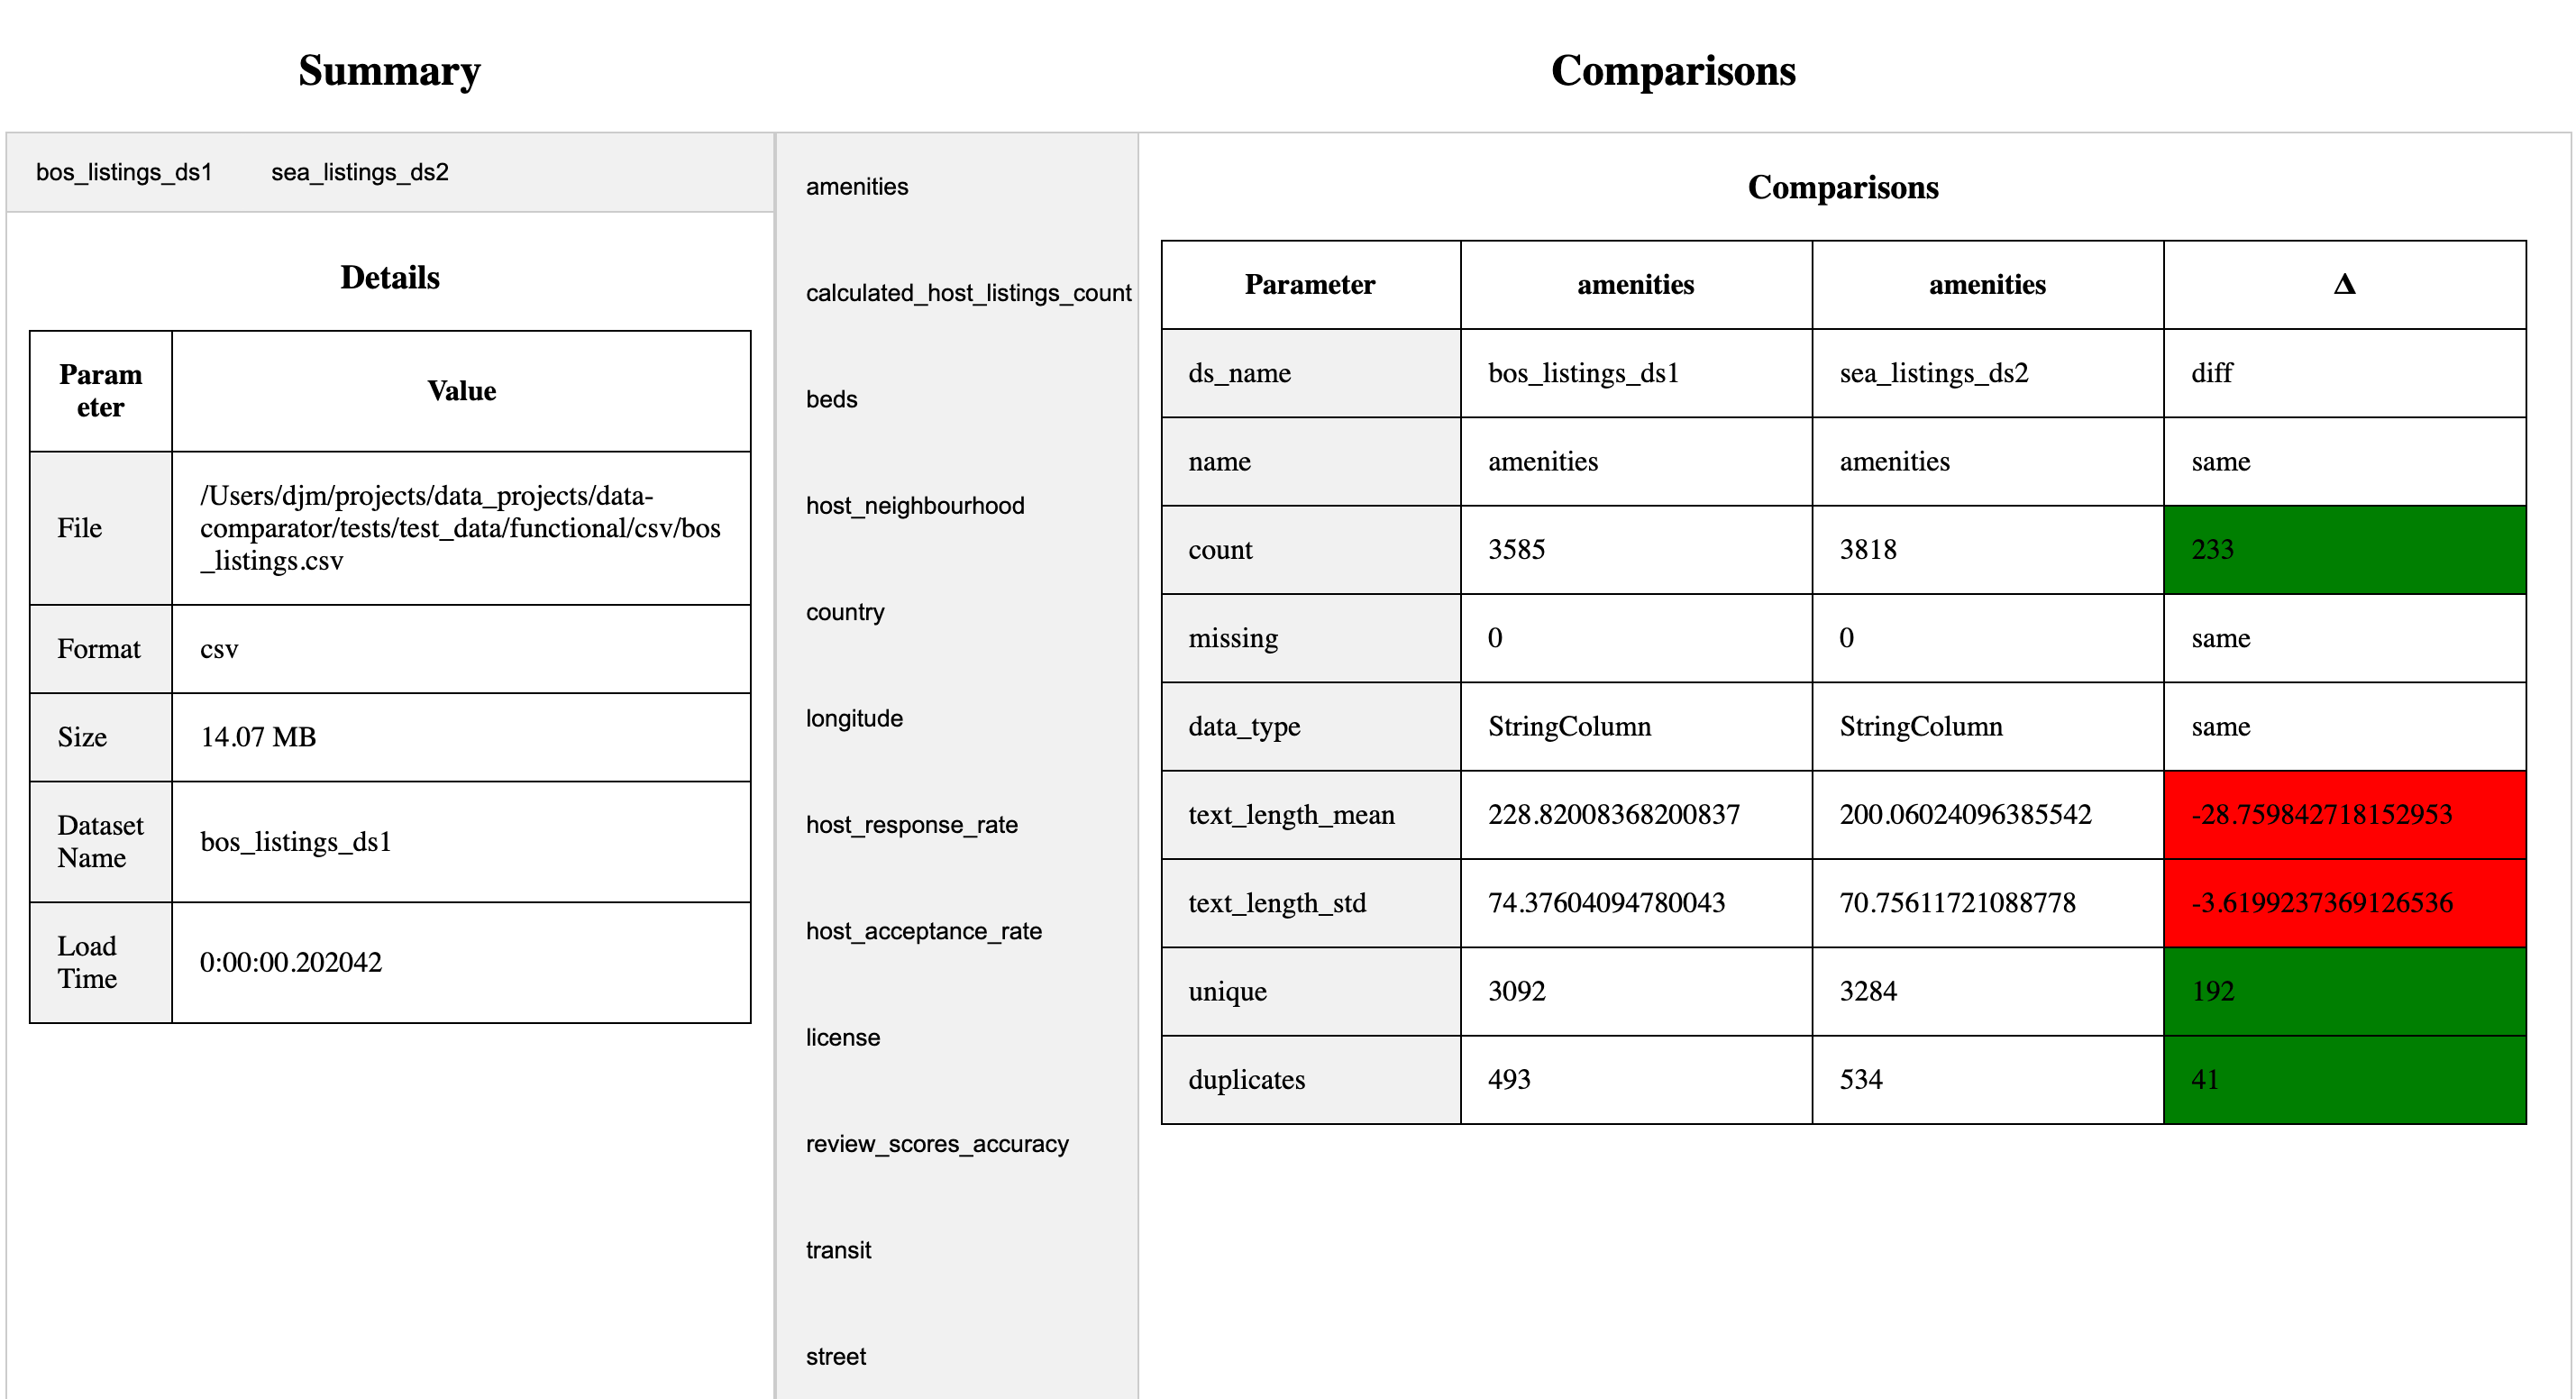 Summary
Comparisons
bos_listings_ds1 sea_listings_ds2
Details
Param
eter
Value
File
/Users/djm/projects/data_projects/data-
comparator/tests/test_data/functional/csv/bos
_listings.csv
Format csv
Size 14.07 MB
Dataset
Name
bos_listings_ds1
Load
Time
0:00:00.202042
amenities
calculated_host_listings_count
beds
host_neighbourhood
country
longitude
host_response_rate
host_acceptance_rate
license
review_scores_accuracy
transit
street
Comparisons
Parameter amenities amenities Δ
ds_name bos_listings_ds1 sea_listings_ds2 diff
name amenities amenities same
count 3585 3818 233
missing 0 0 same
data_type StringColumn StringColumn same
text_length_mean 228.82008368200837 200.06024096385542 -28.759842718152953
text_length_std 74.37604094780043 70.75611721088778 -3.6199237369126536
unique 3092 3284 192
duplicates 493 534 41